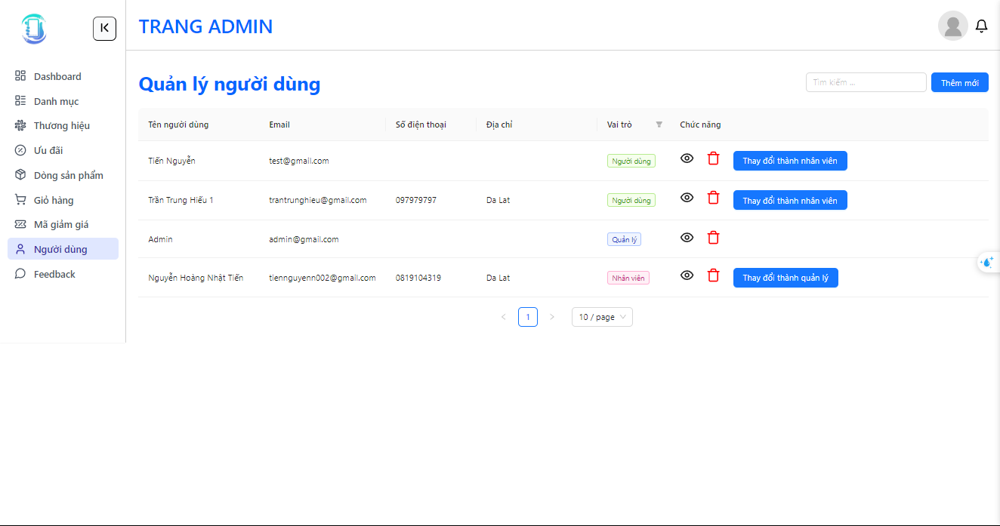 TRANG ADMIN
Dashboard
Danh mục
Thương hiệu
Ưu đãi
Dòng sản phẩm
Giỏ hàng
Mã giảm giá
Người dùng
Feedback
Quản lý người dùng
Tìm kiếm ...
Thêm mới
Tên người dùng Email Số điện thoại Địa chỉ Vai trò Chức năng
Tiến Nguyễn test@gmail.com Người dùng Thay đổi thành nhân viên
Trần Trung Hiếu 1 trantrunghieu@gmail.com 097979797 Da Lat Người dùng Thay đổi thành nhân viên
Admin admin@gmail.com Quản lý
Nguyễn Hoàng Nhật Tiến tiennguyenn002@gmail.com 0819104319 Da Lat Nhân viên Thay đổi thành quản lý
< 1 > 10 / page